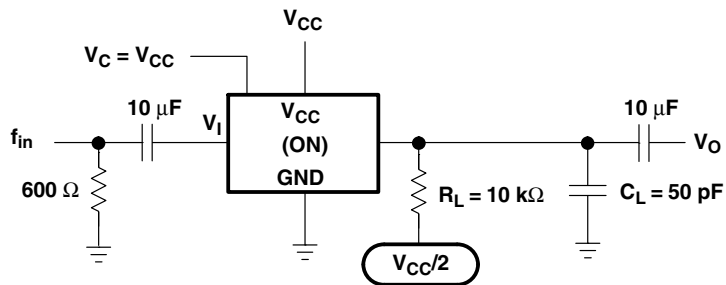 V_CC
V_C = V_CC
10 μF
f_in
V_I
V_CC
(ON)
GND
10 μF
V_O
600 Ω
R_L = 10 kΩ
C_L = 50 pF
V_CC/2